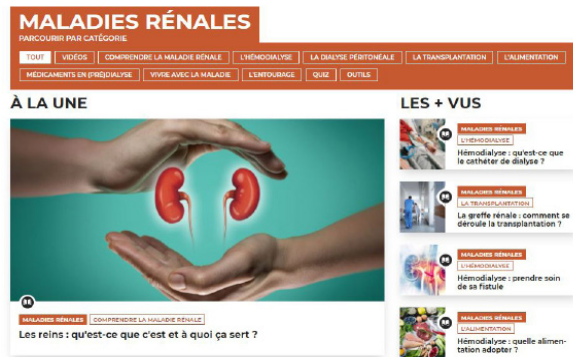 MALADIES RÉNALES
PARCOURIR PAR CATÉGORIE
TOUT VIDÉOS COMPRENDRE LA MALADIE RÉNALE L'HÉMODIALYSE LA DIALYSE PÉRITONÉALE LA TRANSPLANTATION L'ALIMENTATION
MÉDICAMENTS EN (PRÉ)DIALYSE VIVRE AVEC LA MALADIE L'ENTOURAGE QUIZ OUTILS
À LA UNE
MALADIES RÉNALES COMPRENDRE LA MALADIE RÉNALE
Les reins : qu'est-ce que c'est et à quoi ça sert ?
LES + VUS
MALADIES RÉNALES
L'HÉMODIALYSE
Hémodialyse : qu'est-ce que
le cathéter de dialyse ?
MALADIES RÉNALES
LA TRANSPLANTATION
La greffe rénale : comment se
déroule la transplantation ?
MALADIES RÉNALES
L'HÉMODIALYSE
Hémodialyse : prendre soin
de sa fistule
MALADIES RÉNALES
L'ALIMENTATION
Hémodialyse : quelle alimen-
tation adopter ?